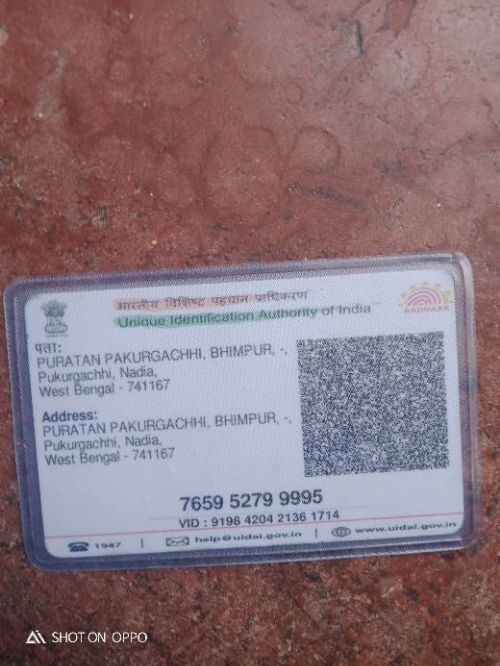 भारतीय विशिष्ट पहचान प्राधिकरण
Unique Identification Authority of India
AADHAAR
पता:
PURATAN PAKURGACHHI, BHIMPUR, -,
Pukurgachhi, Nadia,
West Bengal - 741167
Address:
PURATAN PAKURGACHHI, BHIMPUR, -,
Pukurgachhi, Nadia,
West Bengal - 741167
7659 5279 9995
VID : 9198 4204 2136 1714
1947 | help@uidai.gov.in | www.uidai.gov.in
SHOT ON OPPO